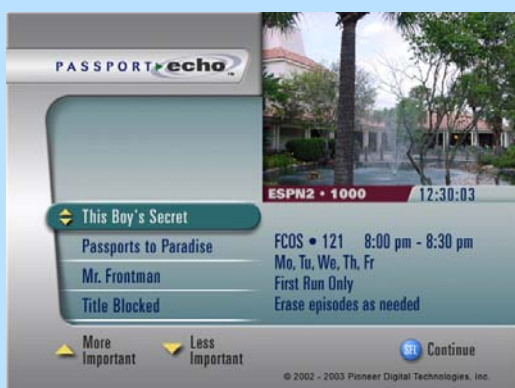 PASSPORT echo™
ESPN2 • 1000 12:30:03
This Boy's Secret
Passports to Paradise
Mr. Frontman
Title Blocked
FCOS • 121 8:00 pm - 8:30 pm
Mo, Tu, We, Th, Fr
First Run Only
Erase episodes as needed
More Important
Less Important
SEL Continue
© 2002 - 2003 Pioneer Digital Technologies, Inc.